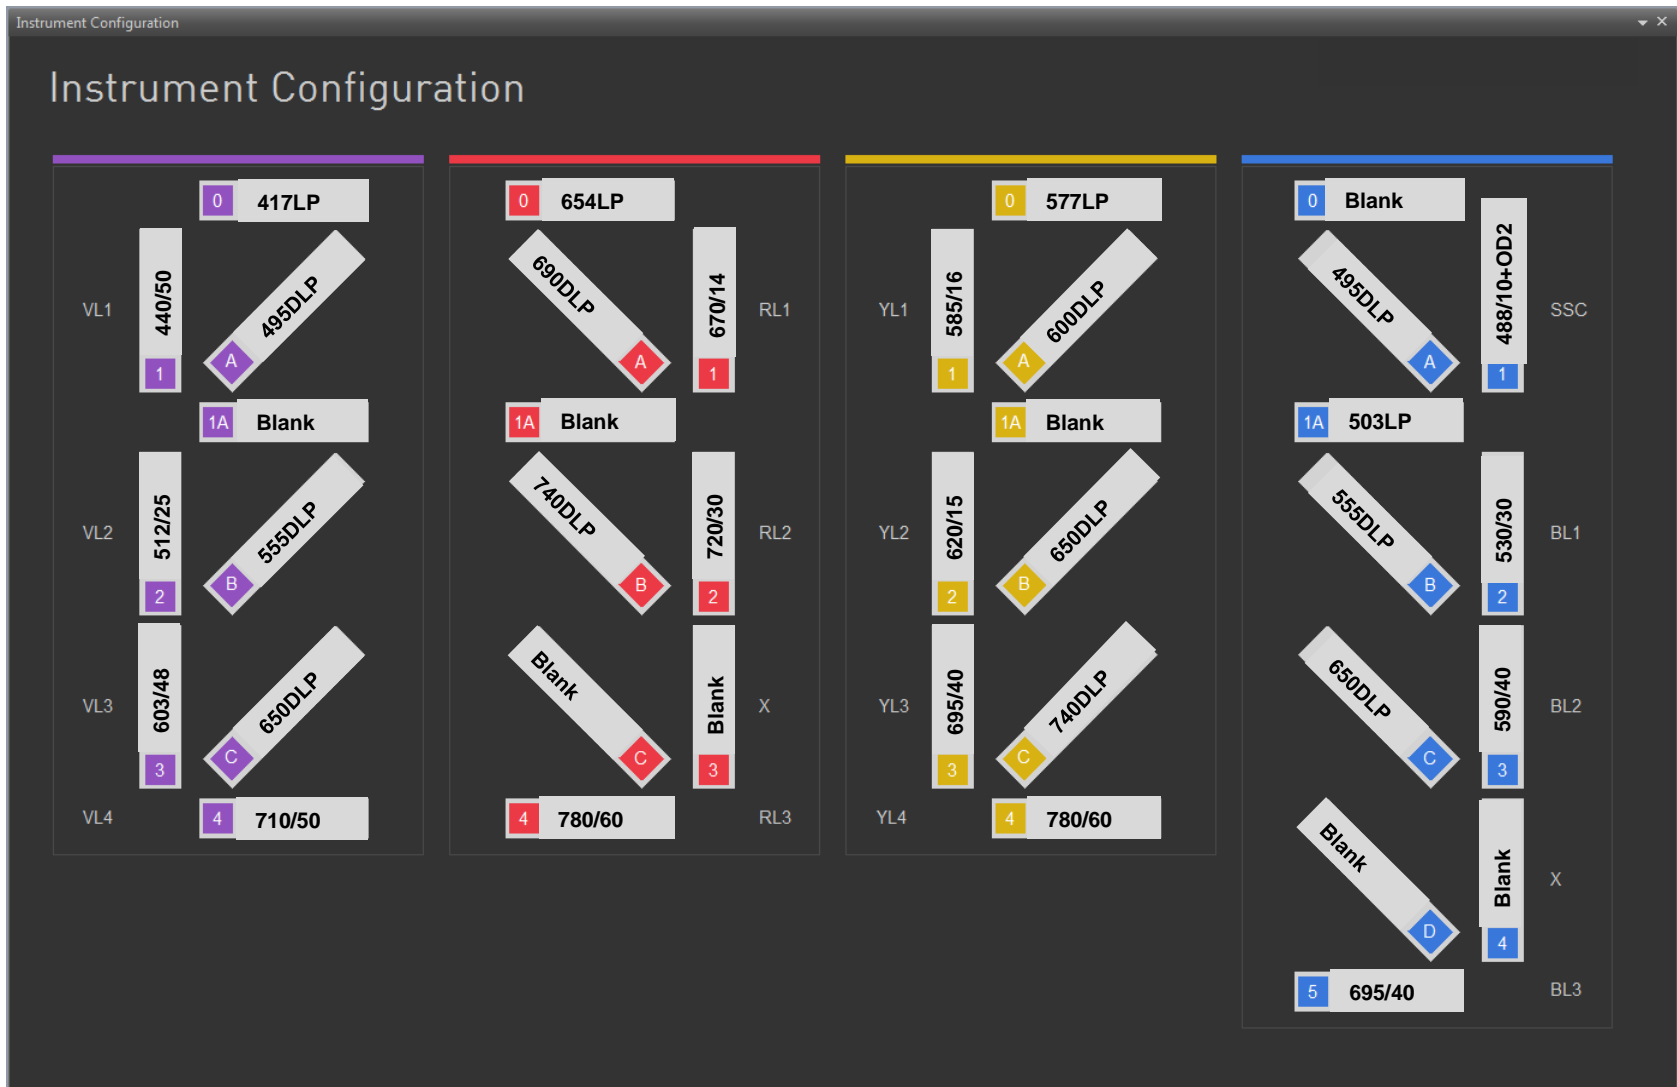 Instrument Configuration
Instrument Configuration
0 417LP
VL1 440/50 1 495DLP A
1A Blank
VL2 512/25 2 555DLP B
VL3 603/48 3 650DLP C
VL4 4 710/50
0 654LP
690DLP A 670/14 1 RL1
1A Blank
740DLP B 720/30 2 RL2
Blank C Blank 3 X
4 780/60 RL3
0 577LP
YL1 585/16 1 600DLP A
1A Blank
YL2 620/15 2 650DLP B
YL3 695/40 3 740DLP C
YL4 4 780/60
0 Blank
495DLP A 488/10+OD2 1 SSC
1A 503LP
555DLP B 530/30 2 BL1
650DLP C 590/40 3 BL2
Blank D Blank 4 X
5 695/40 BL3